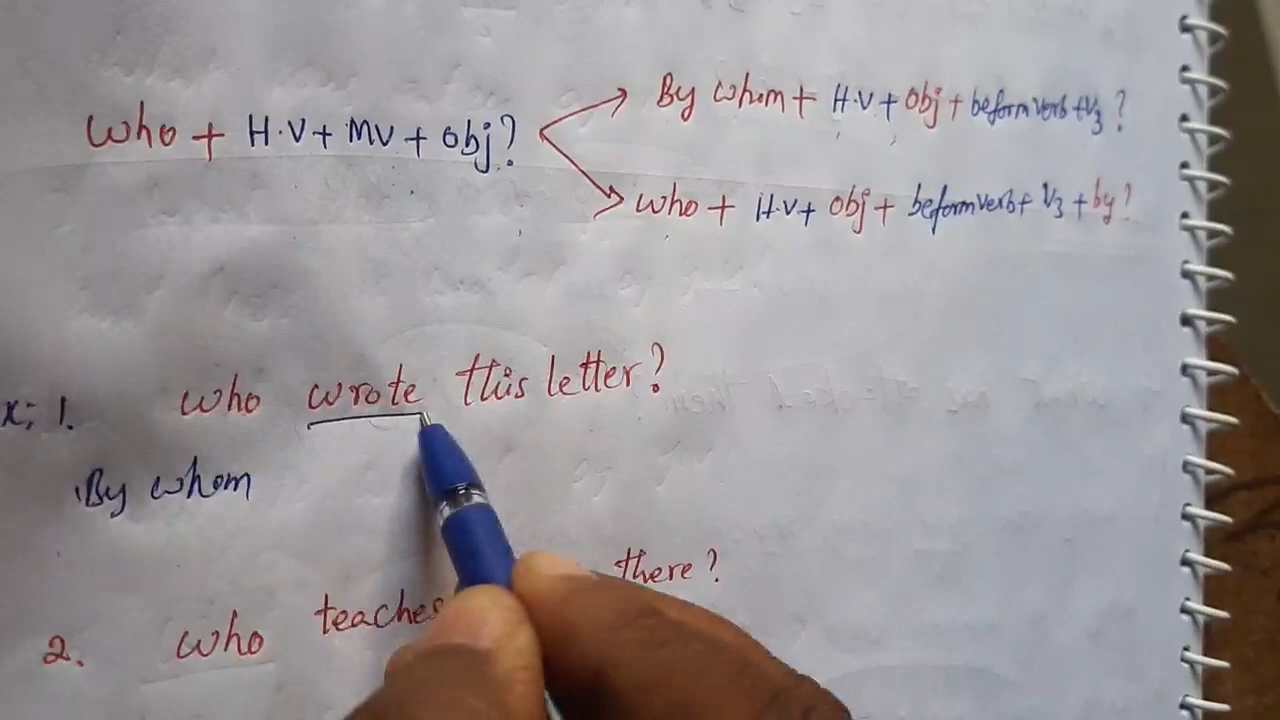 Who + H.V + MV + Obj?
By whom + H.V + Obj + beform verb + V3?
Who + H.V + Obj + beform verb + V3 + by?
x: 1. Who wrote this letter?
By whom
there?
2. Who teaches